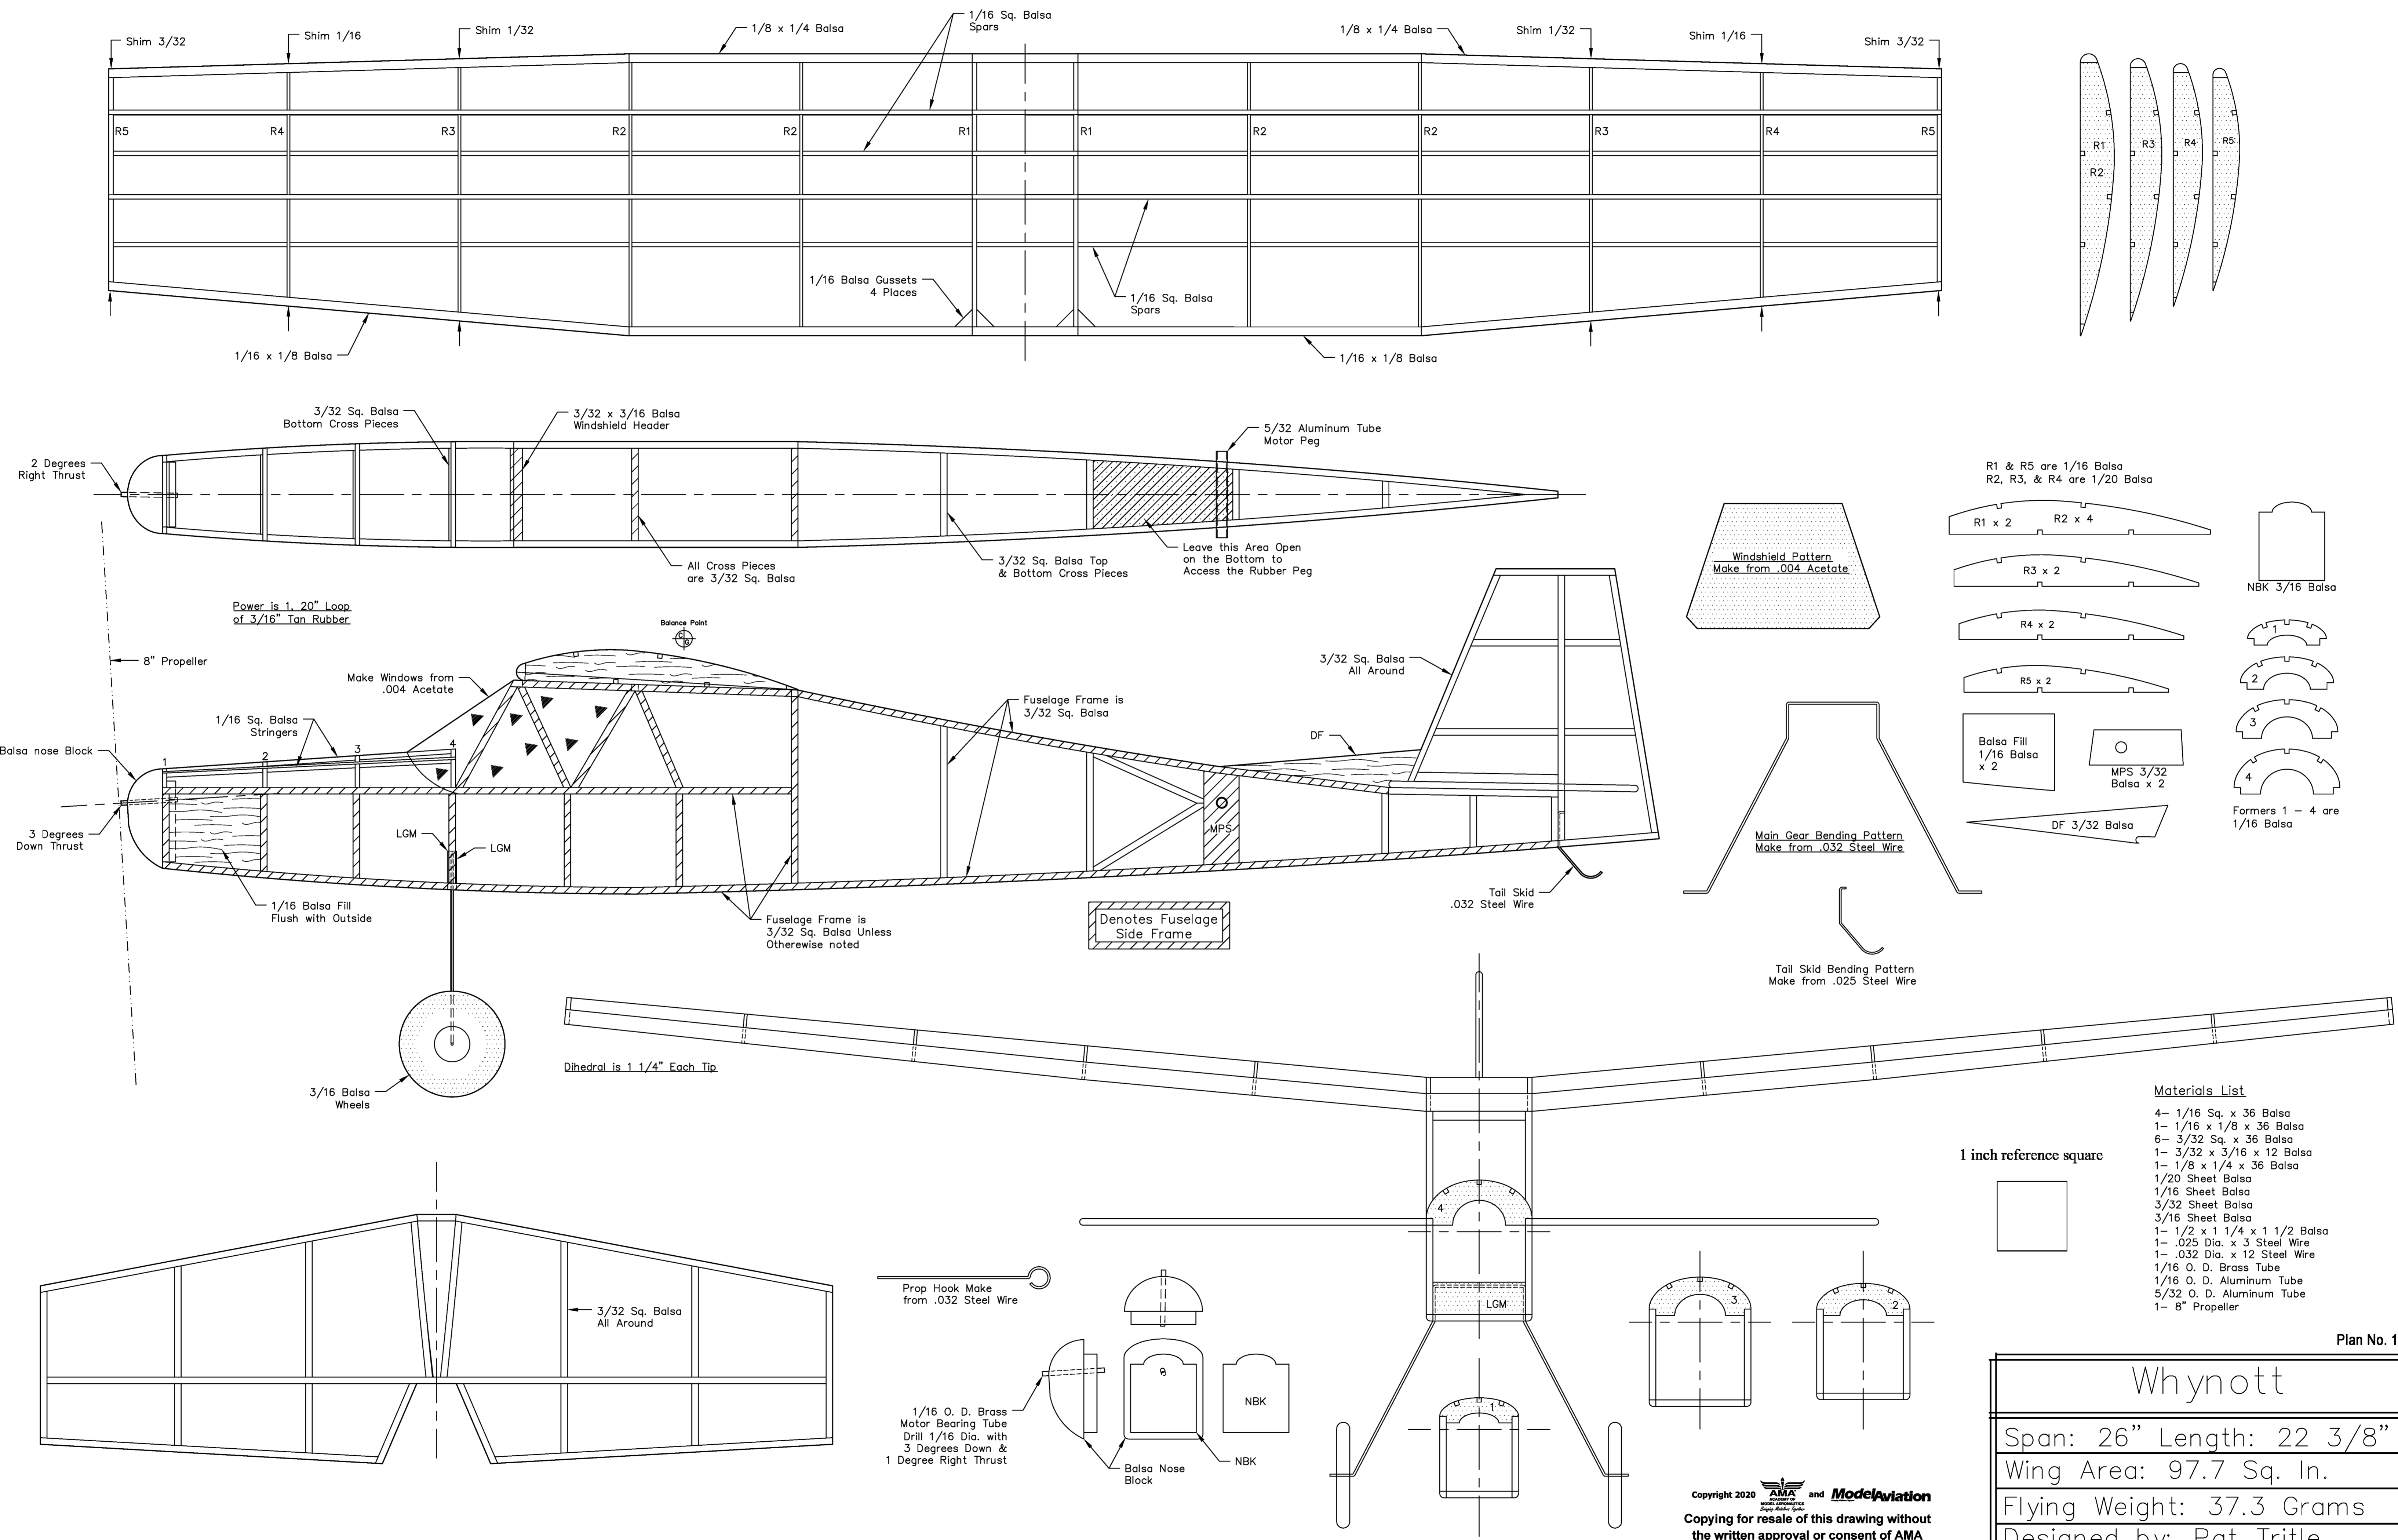 Shim 3/32
Shim 1/16
Shim 1/32
1/8 x 1/4 Balsa
1/16 Sq. Balsa
Spars
1/8 x 1/4 Balsa
Shim 1/32
Shim 1/16
Shim 3/32
R5
R4
R3
R2
R2
R1
R1
R2
R2
R3
R4
R5
R1
R2
R3
R4
R5
1/16 Balsa Gussets
4 Places
1/16 Sq. Balsa
Spars
1/16 x 1/8 Balsa
1/16 x 1/8 Balsa
3/32 Sq. Balsa
Bottom Cross Pieces
3/32 x 3/16 Balsa
Windshield Header
5/32 Aluminum Tube
Motor Peg
2 Degrees
Right Thrust
All Cross Pieces
are 3/32 Sq. Balsa
3/32 Sq. Balsa Top
& Bottom Cross Pieces
Leave this Area Open
on the Bottom to
Access the Rubber Peg
R1 & R5 are 1/16 Balsa
R2, R3, & R4 are 1/20 Balsa
R1 x 2
R2 x 4
R3 x 2
R4 x 2
R5 x 2
NBK 3/16 Balsa
Windshield Pattern
Make from .004 Acetate
1
2
3
4
Formers 1 – 4 are
1/16 Balsa
Balsa Fill
1/16 Balsa
x 2
MPS 3/32
Balsa x 2
DF 3/32 Balsa
Main Gear Bending Pattern
Make from .032 Steel Wire
Tail Skid Bending Pattern
Make from .025 Steel Wire
Power is 1, 20" Loop
of 3/16" Tan Rubber
8" Propeller
Balance Point
C
G
Make Windows from
.004 Acetate
1/16 Sq. Balsa
Stringers
Balsa nose Block
1
2
3
4
3 Degrees
Down Thrust
LGM
LGM
1/16 Balsa Fill
Flush with Outside
Fuselage Frame is
3/32 Sq. Balsa
Fuselage Frame is
3/32 Sq. Balsa Unless
Otherewise noted
MPS
DF
3/32 Sq. Balsa
All Around
Denotes Fuselage
Side Frame
Tail Skid
.032 Steel Wire
3/16 Balsa
Wheels
Dihedral is 1 1/4" Each Tip
3/32 Sq. Balsa
All Around
Prop Hook Make
from .032 Steel Wire
1/16 O. D. Brass
Motor Bearing Tube
Drill 1/16 Dia. with
3 Degrees Down &
1 Degree Right Thrust
Balsa Nose
Block
NBK
NBK
4
LGM
1
3
2
1 inch reference square
Materials List
4– 1/16 Sq. x 36 Balsa
1– 1/16 x 1/8 x 36 Balsa
6– 3/32 Sq. x 36 Balsa
1– 3/32 x 3/16 x 12 Balsa
1– 1/8 x 1/4 x 36 Balsa
1/20 Sheet Balsa
1/16 Sheet Balsa
3/32 Sheet Balsa
3/16 Sheet Balsa
1– 1/2 x 1 1/4 x 1 1/2 Balsa
1– .025 Dia. x 3 Steel Wire
1– .032 Dia. x 12 Steel Wire
1/16 O. D. Brass Tube
1/16 O. D. Aluminum Tube
5/32 O. D. Aluminum Tube
1– 8" Propeller
Plan No. 1
Whynott
Span: 26" Length: 22 3/8"
Wing Area: 97.7 Sq. In.
Flying Weight: 37.3 Grams
Designed by: Pat Tritle
Copyright 2020 AMA and Model Aviation
ACADEMY OF
MODEL AERONAUTICS
Copying for resale of this drawing without
the written approval or consent of AMA